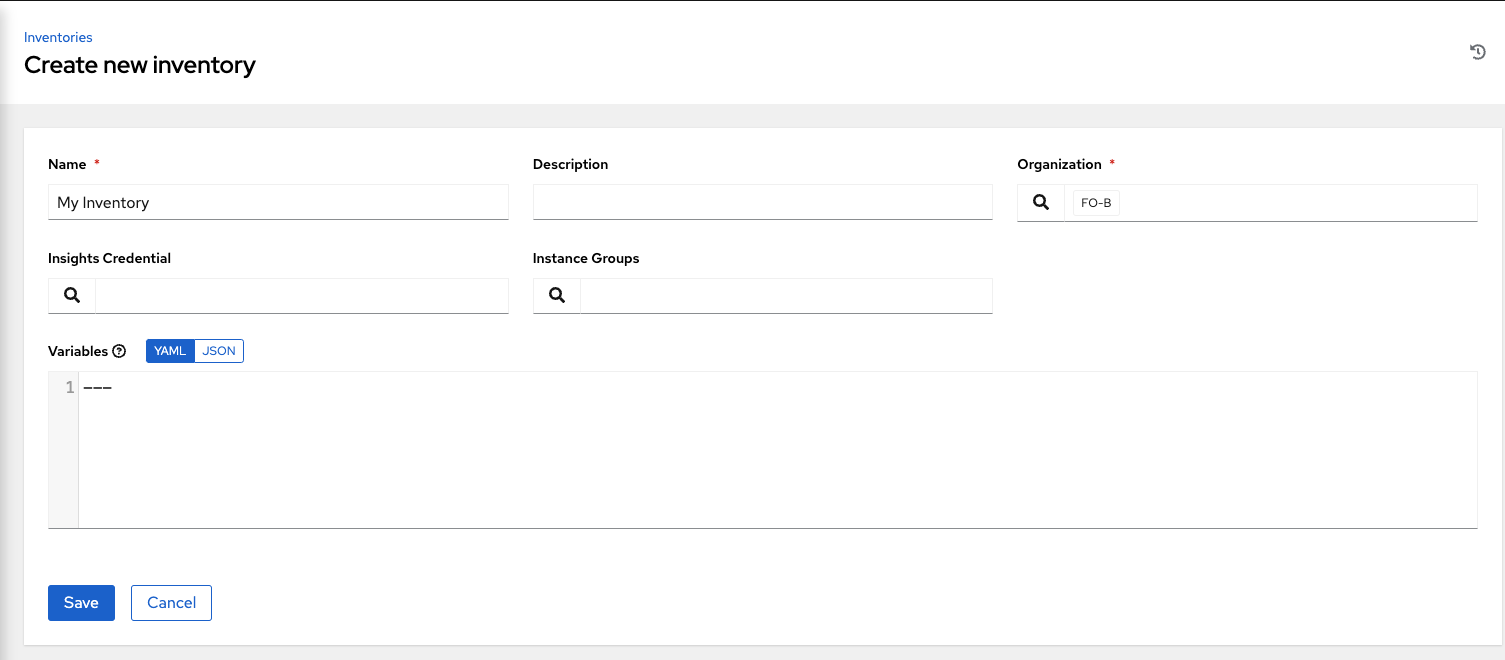 Inventories
Create new inventory
Name * Description Organization *
My Inventory FO-B
Insights Credential Instance Groups
Variables YAML JSON
1 ---
Save Cancel